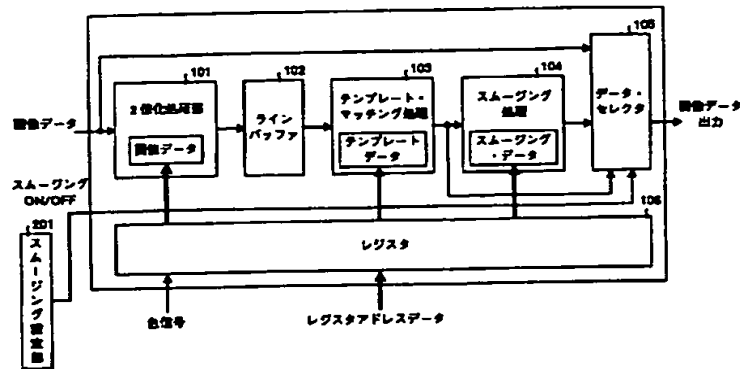 105
101
102
103
104
2値化処理部
ライン
バッファ
テンプレート・
マッチング処理
スムージング
処理
データ・
セレクタ
画像データ
閾値データ
テンプレート
データ
スムージング
・データ
画像データ
出力
スムージング
ON/OFF
201
スムージング設定部
106
レジスタ
色信号
レジスタアドレスデータ